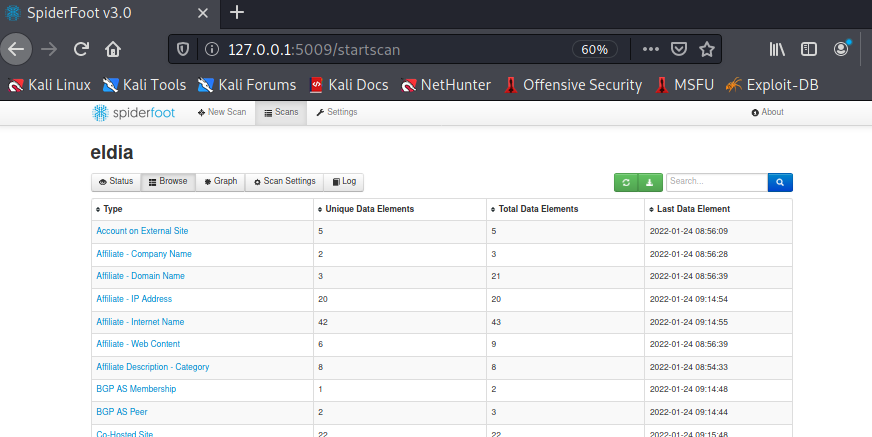 SpiderFoot v3.0
127.0.0.1:5009/startscan 60%
Kali Linux Kali Tools Kali Forums Kali Docs NetHunter Offensive Security MSFU Exploit-DB
spiderfoot New Scan Scans Settings About
eldia
Status Browse Graph Scan Settings Log Search...
Type Unique Data Elements Total Data Elements Last Data Element
Account on External Site 5 5 2022-01-24 08:56:09
Affiliate - Company Name 2 3 2022-01-24 08:56:28
Affiliate - Domain Name 3 21 2022-01-24 08:56:39
Affiliate - IP Address 20 20 2022-01-24 09:14:54
Affiliate - Internet Name 42 43 2022-01-24 09:14:55
Affiliate - Web Content 6 9 2022-01-24 08:56:39
Affiliate Description - Category 8 8 2022-01-24 08:54:33
BGP AS Membership 1 2 2022-01-24 09:14:48
BGP AS Peer 2 3 2022-01-24 09:14:44
Co-Hosted Site 22 22 2022-01-24 09:15:48